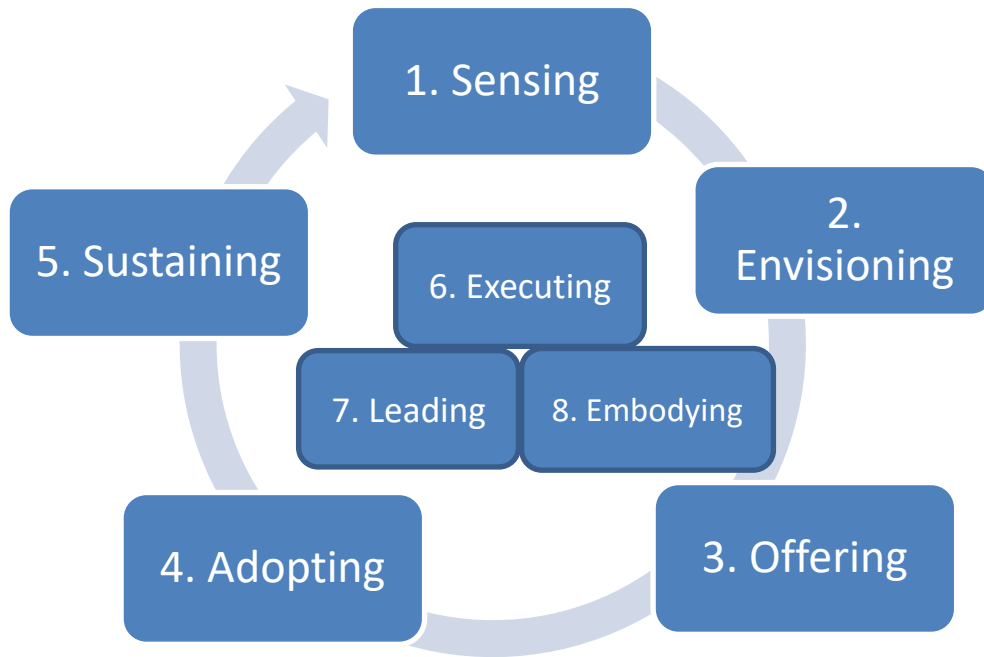 1. Sensing
2.
Envisioning
3. Offering
4. Adopting
5. Sustaining
6. Executing
7. Leading
8. Embodying